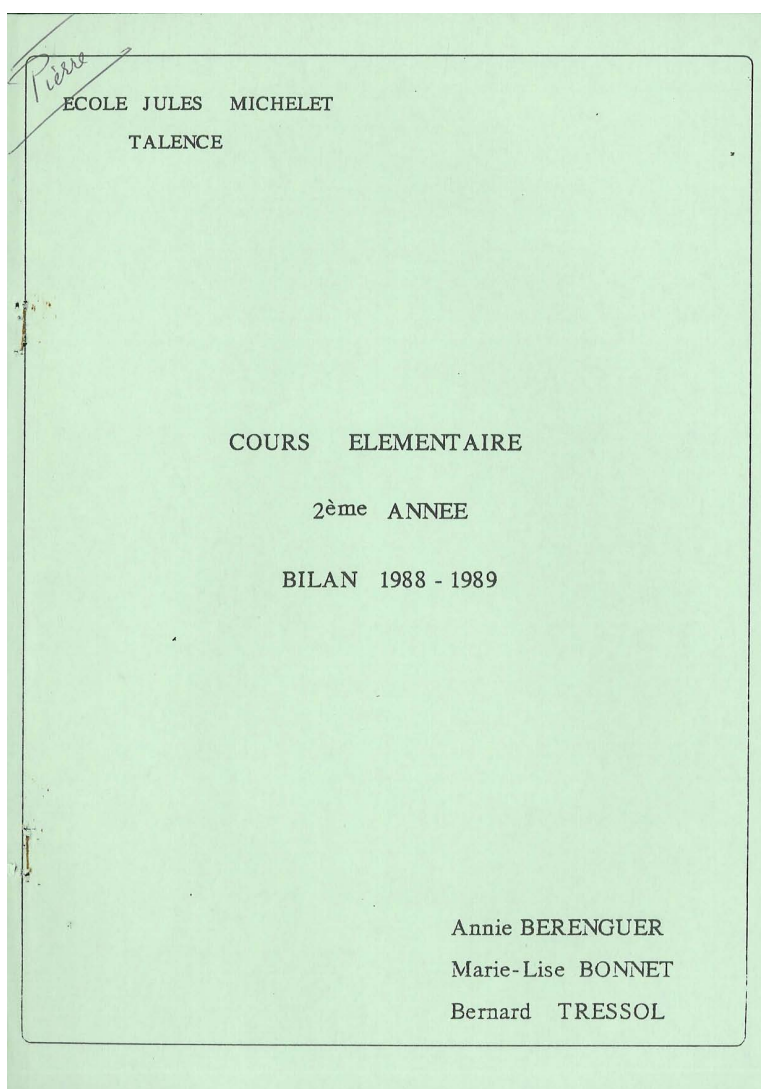 Pierre
ECOLE JULES MICHELET
TALENCE
COURS ELEMENTAIRE
2ème ANNEE
BILAN 1988 - 1989
Annie BERENGUER
Marie-Lise BONNET
Bernard TRESSOL